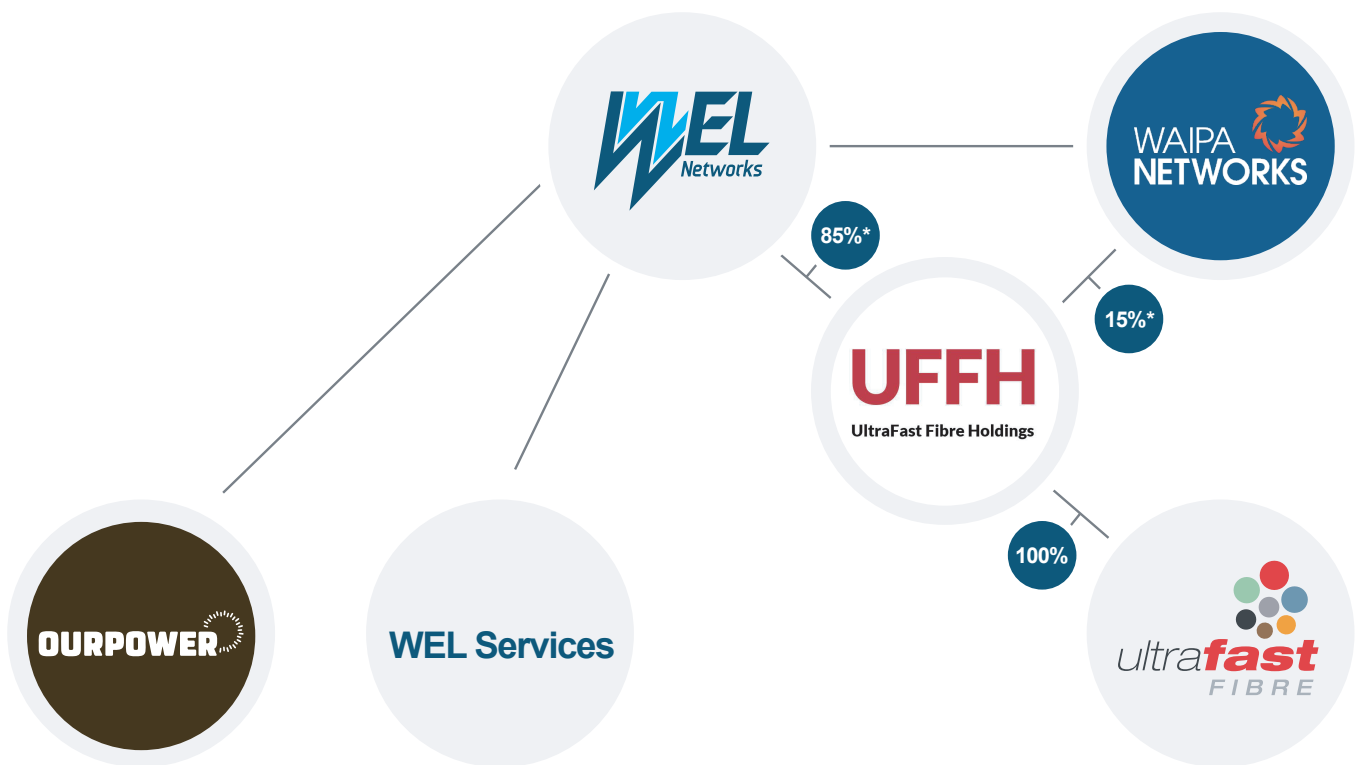 WEL
Networks
WAIPA
NETWORKS
85%*
15%*
UFFH
UltraFast Fibre Holdings
100%
OURPOWER
WEL Services
ultrafast
FIBRE